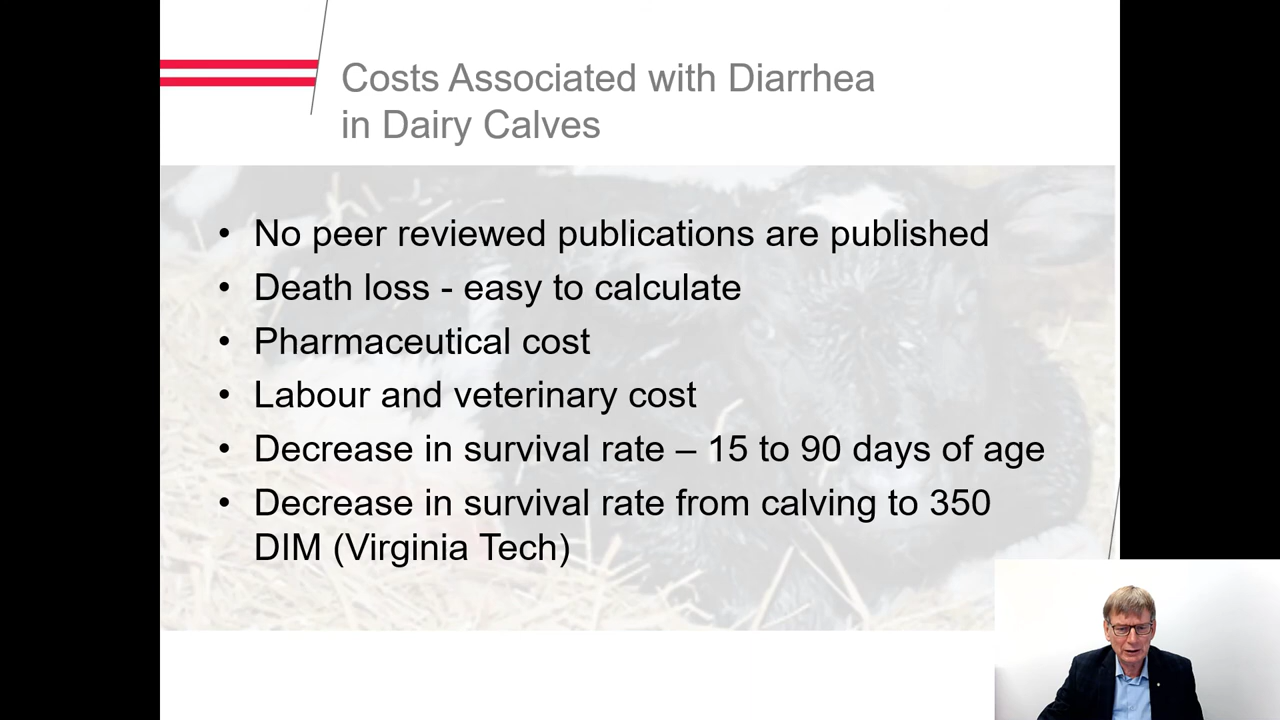 Costs Associated with Diarrhea
in Dairy Calves
• No peer reviewed publications are published
• Death loss - easy to calculate
• Pharmaceutical cost
• Labour and veterinary cost
• Decrease in survival rate – 15 to 90 days of age
• Decrease in survival rate from calving to 350
DIM (Virginia Tech)